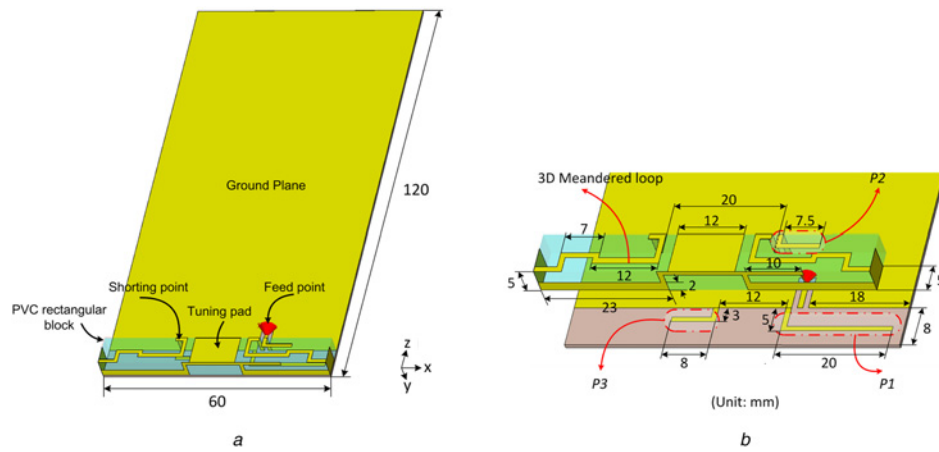 Ground Plane
120
Shorting point
Feed point
PVC rectangular
block
Tuning pad
z
x
y
60
a
3D Meandered loop
P2
20
7.5
7
12
10
12
5
2
23
12
18
3
5
8
8
20
P3
P1
(Unit: mm)
b